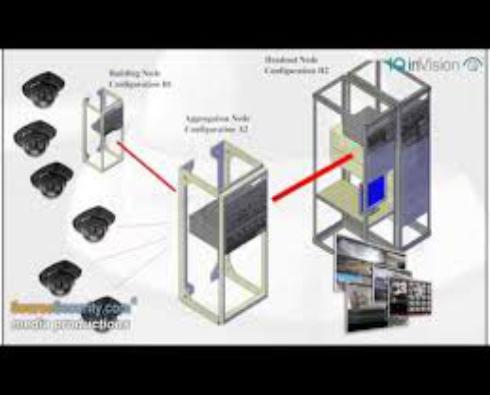 Building Node
Configuration B1
Aggregation Node
Configuration A2
Headend Node
Configuration H2
IQinVision
SourceSecurity.com®
media productions